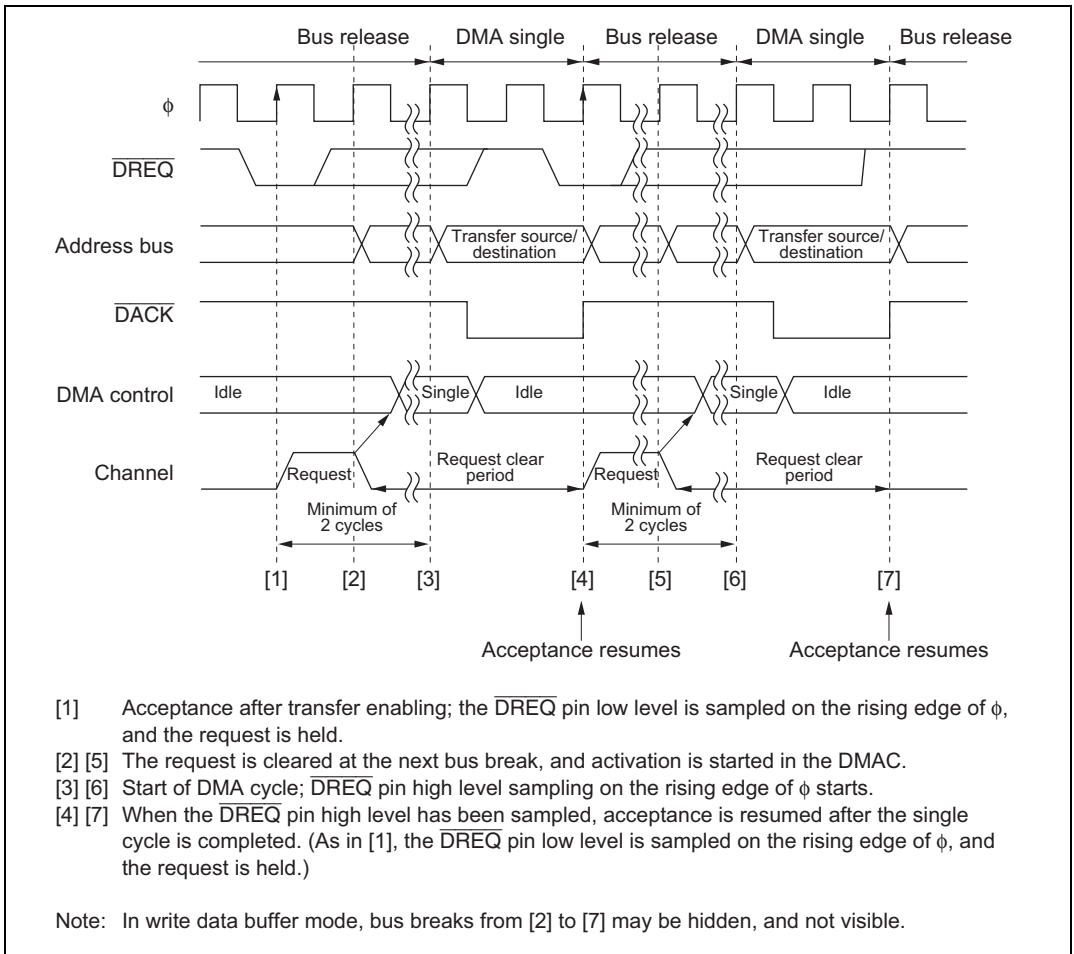 Bus release DMA single Bus release DMA single Bus release
ϕ
DREQ
Address bus
Transfer source/
destination
Transfer source/
destination
DACK
DMA control Idle Single Idle Single Idle
Channel
Request
Request clear
period
Request
Request clear
period
Minimum of
2 cycles
Minimum of
2 cycles
[1] [2] [3] [4] [5] [6] [7]
Acceptance resumes Acceptance resumes
[1] Acceptance after transfer enabling; the DREQ pin low level is sampled on the rising edge of ϕ,
and the request is held.
[2] [5] The request is cleared at the next bus break, and activation is started in the DMAC.
[3] [6] Start of DMA cycle; DREQ pin high level sampling on the rising edge of ϕ starts.
[4] [7] When the DREQ pin high level has been sampled, acceptance is resumed after the single
cycle is completed. (As in [1], the DREQ pin low level is sampled on the rising edge of ϕ, and
the request is held.)
Note: In write data buffer mode, bus breaks from [2] to [7] may be hidden, and not visible.